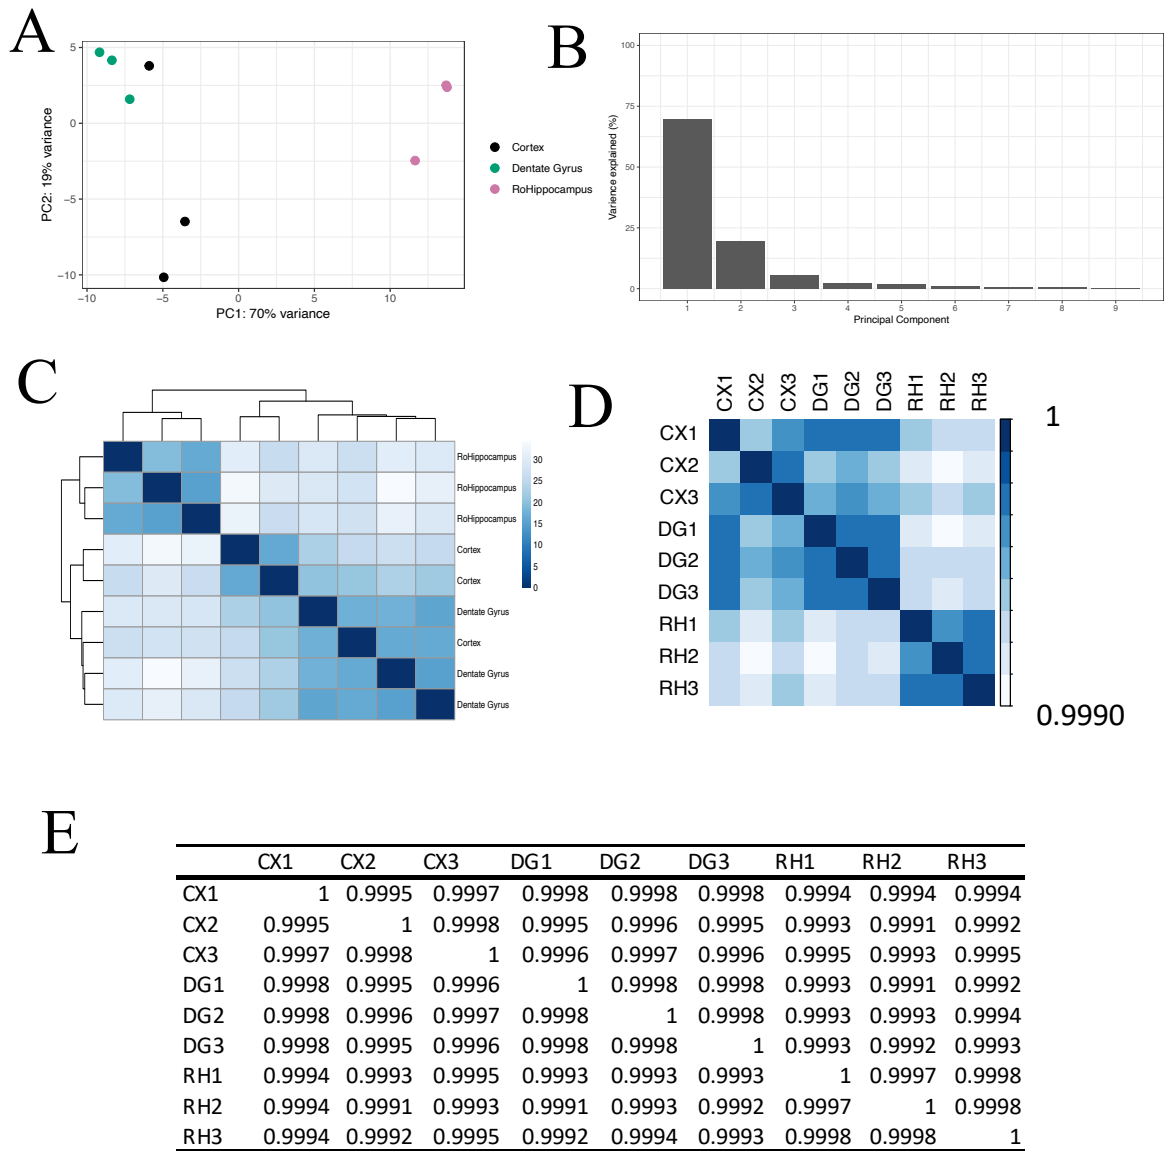 A
5
0
−5
−10
PC2: 19% variance
−10 −5 0 5 10
PC1: 70% variance
Cortex
Dentate Gyrus
RoHippocampus
B
100
75
50
25
0
Varience explained (%)
1 2 3 4 5 6 7 8 9
Principal Component
C
RoHippocampus
RoHippocampus
RoHippocampus
Cortex
Cortex
Dentate Gyrus
Cortex
Dentate Gyrus
Dentate Gyrus
30
25
20
15
10
5
0
D
CX1 CX2 CX3 DG1 DG2 DG3 RH1 RH2 RH3
CX1
CX2
CX3
DG1
DG2
DG3
RH1
RH2
RH3
1
0.9990
E
CX1 CX2 CX3 DG1 DG2 DG3 RH1 RH2 RH3
CX1 1 0.9995 0.9997 0.9998 0.9998 0.9998 0.9994 0.9994 0.9994
CX2 0.9995 1 0.9998 0.9995 0.9996 0.9995 0.9993 0.9991 0.9992
CX3 0.9997 0.9998 1 0.9996 0.9997 0.9996 0.9995 0.9993 0.9995
DG1 0.9998 0.9995 0.9996 1 0.9998 0.9998 0.9993 0.9991 0.9992
DG2 0.9998 0.9996 0.9997 0.9998 1 0.9998 0.9993 0.9993 0.9994
DG3 0.9998 0.9995 0.9996 0.9998 0.9998 1 0.9993 0.9992 0.9993
RH1 0.9994 0.9993 0.9995 0.9993 0.9993 0.9993 1 0.9997 0.9998
RH2 0.9994 0.9991 0.9993 0.9991 0.9993 0.9992 0.9997 1 0.9998
RH3 0.9994 0.9992 0.9995 0.9992 0.9994 0.9993 0.9998 0.9998 1